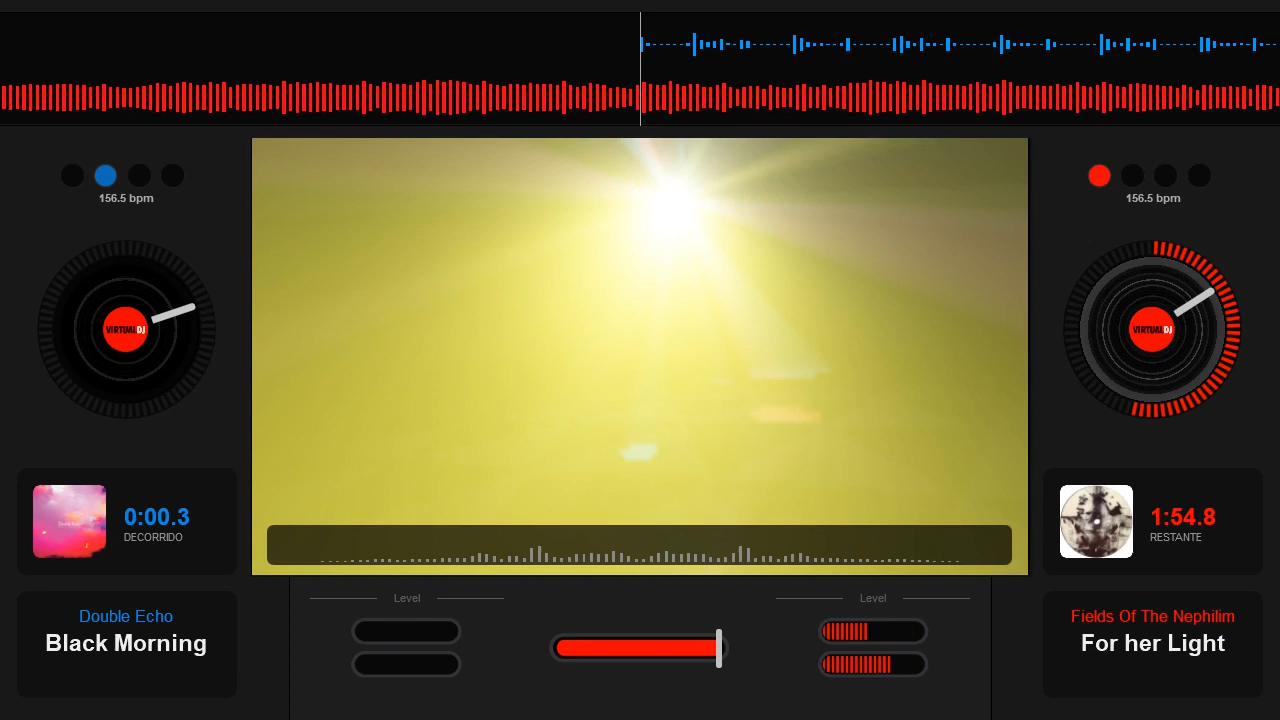 156.5 bpm
156.5 bpm
VIRTUALDJ
VIRTUALDJ
0:00.3
DECORRIDO
1:54.8
RESTANTE
Double Echo
Black Morning
Level
Level
Fields Of The Nephilim
For her Light